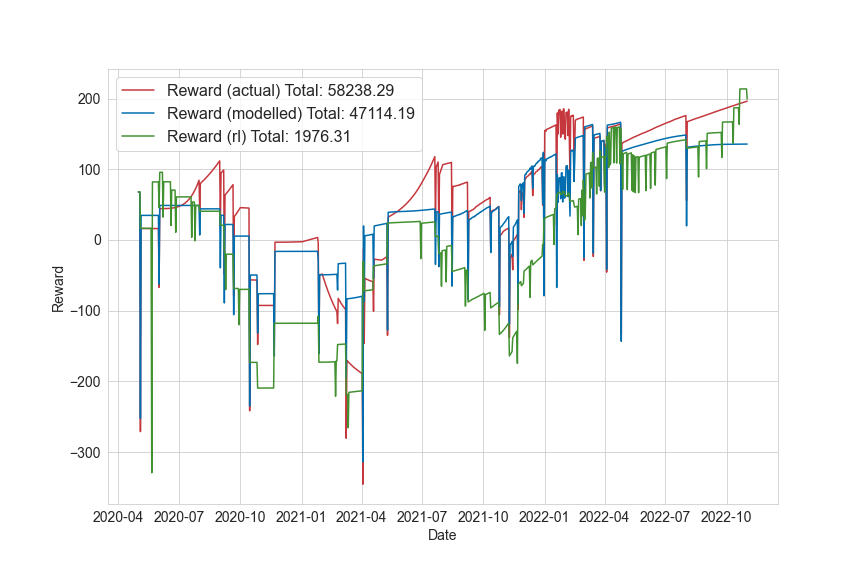 Reward (actual) Total: 58238.29
Reward (modelled) Total: 47114.19
Reward (rl) Total: 1976.31
200
100
0
−100
−200
−300
Reward
2020-04 2020-07 2020-10 2021-01 2021-04 2021-07 2021-10 2022-01 2022-04 2022-07 2022-10
Date